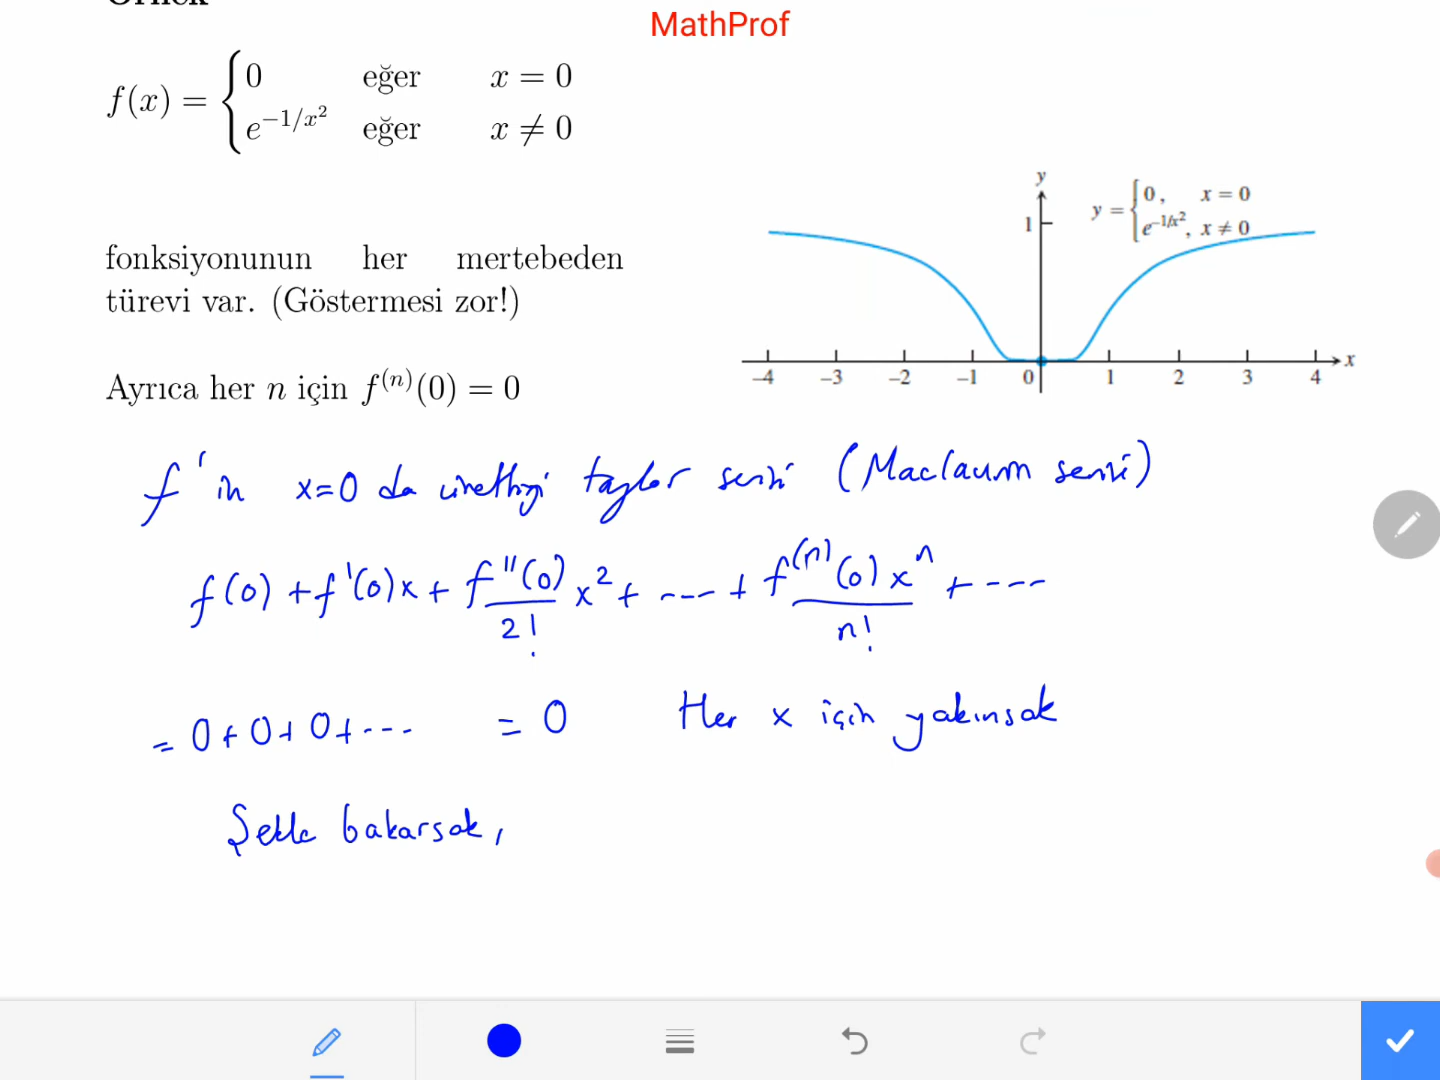 Örnek
MathProf
f(x) = { 0 eğer x = 0
e^{-1/x^2} eğer x ≠ 0
fonksiyonunun her mertebeden
türevi var. (Göstermesi zor!)
Ayrıca her n için f^{(n)}(0) = 0
y
1
y = { 0, x = 0
e^{-1/x^2}, x ≠ 0
-4 -3 -2 -1 0 1 2 3 4 x
f'in x=0 da ürettiği taylor serisi (Maclaurin serisi)
f(0) + f'(0)x + f''(0)/2! x^2 + ---- + f^{(n)}(0) x^n/n! + ---
= 0 + 0 + 0 + --- = 0 Her x için yakınsak
Şekle bakarsak,